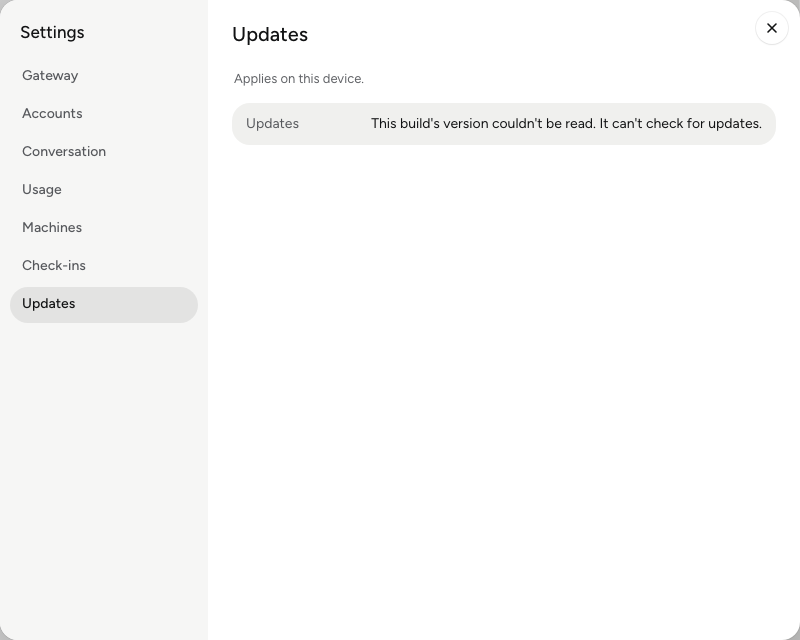 Settings
Gateway
Accounts
Conversation
Usage
Machines
Check-ins
Updates
Updates
Applies on this device.
Updates This build's version couldn't be read. It can't check for updates.